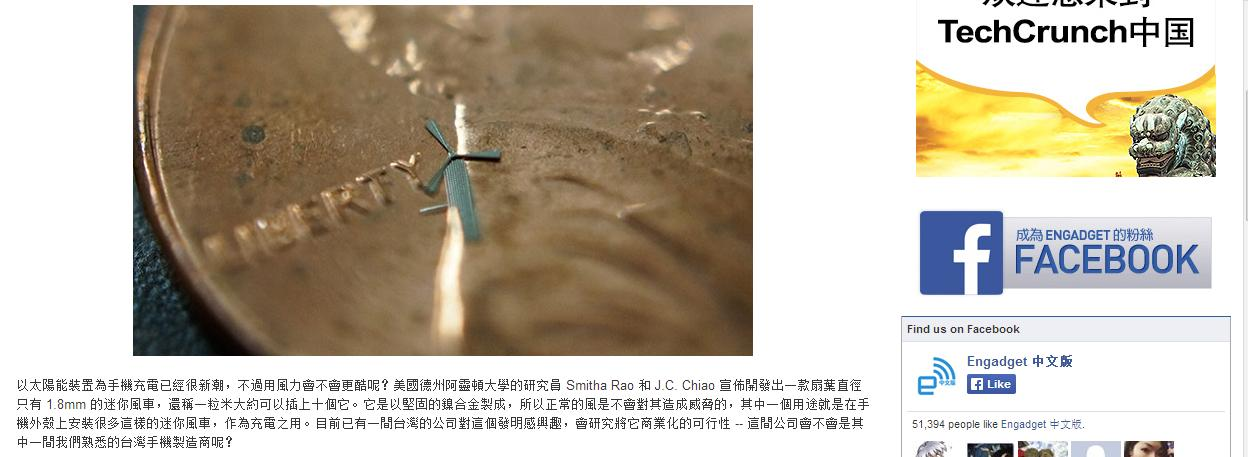 LIBERTY
以太陽能裝置為手機充電已經很新潮，不過用風力會不會更酷呢？美國德州阿靈頓大學的研究員 Smitha Rao 和 J.C. Chiao 宣佈開發出一款扇葉直徑
只有 1.8mm 的迷你風車，還稱一粒米大約可以插上十個它。它是以堅固的鎳合金製成，所以正常的風是不會對其造成威脅的，其中一個用途就是在手
機外殼上安裝很多這樣的迷你風車，作為充電之用。目前已有一間台灣的公司對這個發明感興趣，會研究將它商業化的可行性 -- 這間公司會不會是其
中一間我們熟悉的台灣手機製造商呢？
TechCrunch中国
成為 ENGADGET 的粉絲
FACEBOOK
Find us on Facebook
Engadget 中文版
Like
51,394 people like Engadget 中文版.